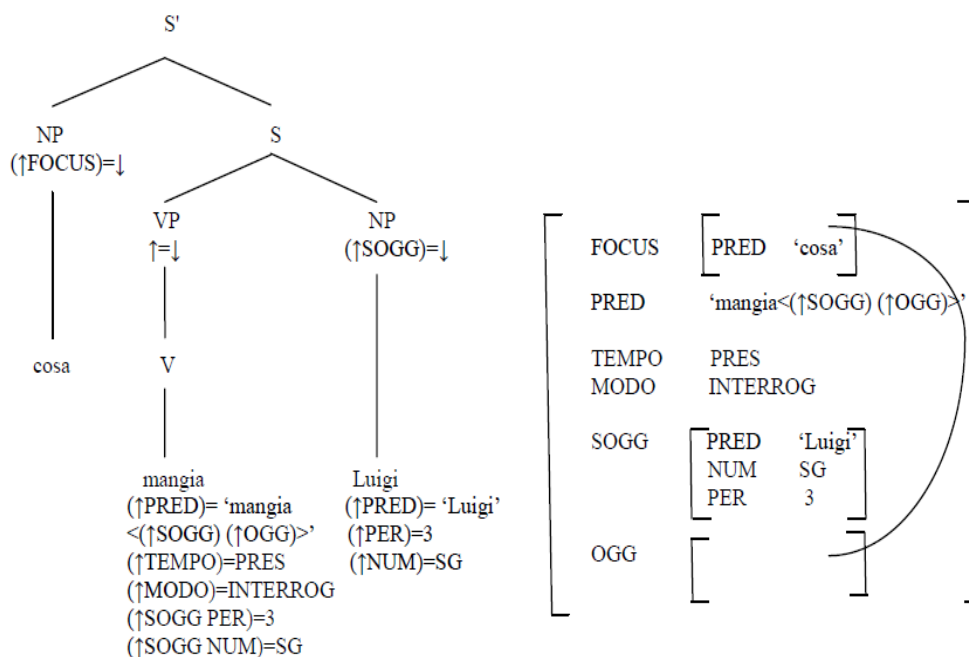 S'
NP
(↑FOCUS)=↓
S
VP
↑=↓
NP
(↑SOGG)=↓
cosa
V
mangia
(↑PRED)= ‘mangia
<(↑SOGG) (↑OGG)>’
(↑TEMPO)=PRES
(↑MODO)=INTERROG
(↑SOGG PER)=3
(↑SOGG NUM)=SG
Luigi
(↑PRED)= ‘Luigi’
(↑PER)=3
(↑NUM)=SG
FOCUS PRED ‘cosa’
PRED ‘mangia<(↑SOGG) (↑OGG)>’
TEMPO PRES
MODO INTERROG
SOGG PRED ‘Luigi’
NUM SG
PER 3
OGG